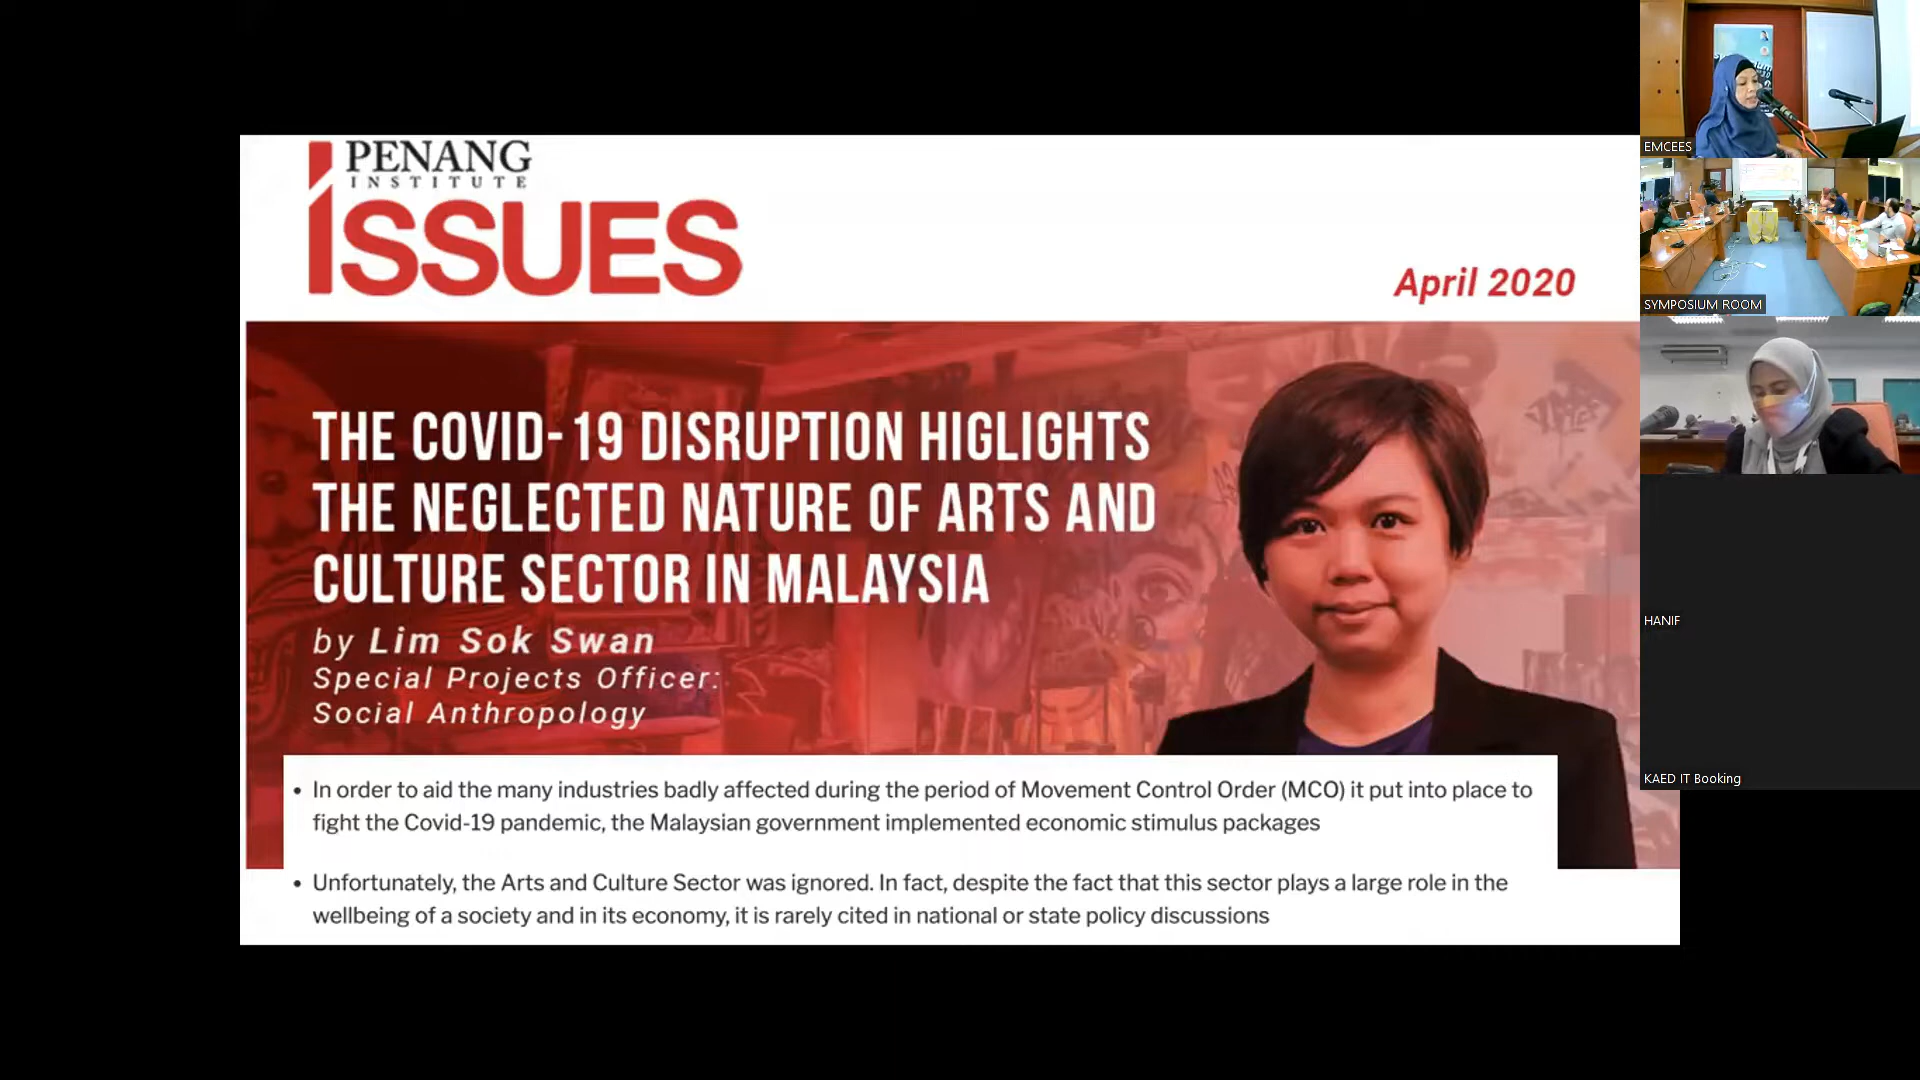 PENANG
INSTITUTE
ISSUES
April 2020
THE COVID-19 DISRUPTION HIGLIGHTS
THE NEGLECTED NATURE OF ARTS AND
CULTURE SECTOR IN MALAYSIA
by Lim Sok Swan
Special Projects Officer:
Social Anthropology
• In order to aid the many industries badly affected during the period of Movement Control Order (MCO) it put into place to
fight the Covid-19 pandemic, the Malaysian government implemented economic stimulus packages
• Unfortunately, the Arts and Culture Sector was ignored. In fact, despite the fact that this sector plays a large role in the
wellbeing of a society and in its economy, it is rarely cited in national or state policy discussions
EMCEES
SYMPOSIUM ROOM
HANIF
KAED IT Booking